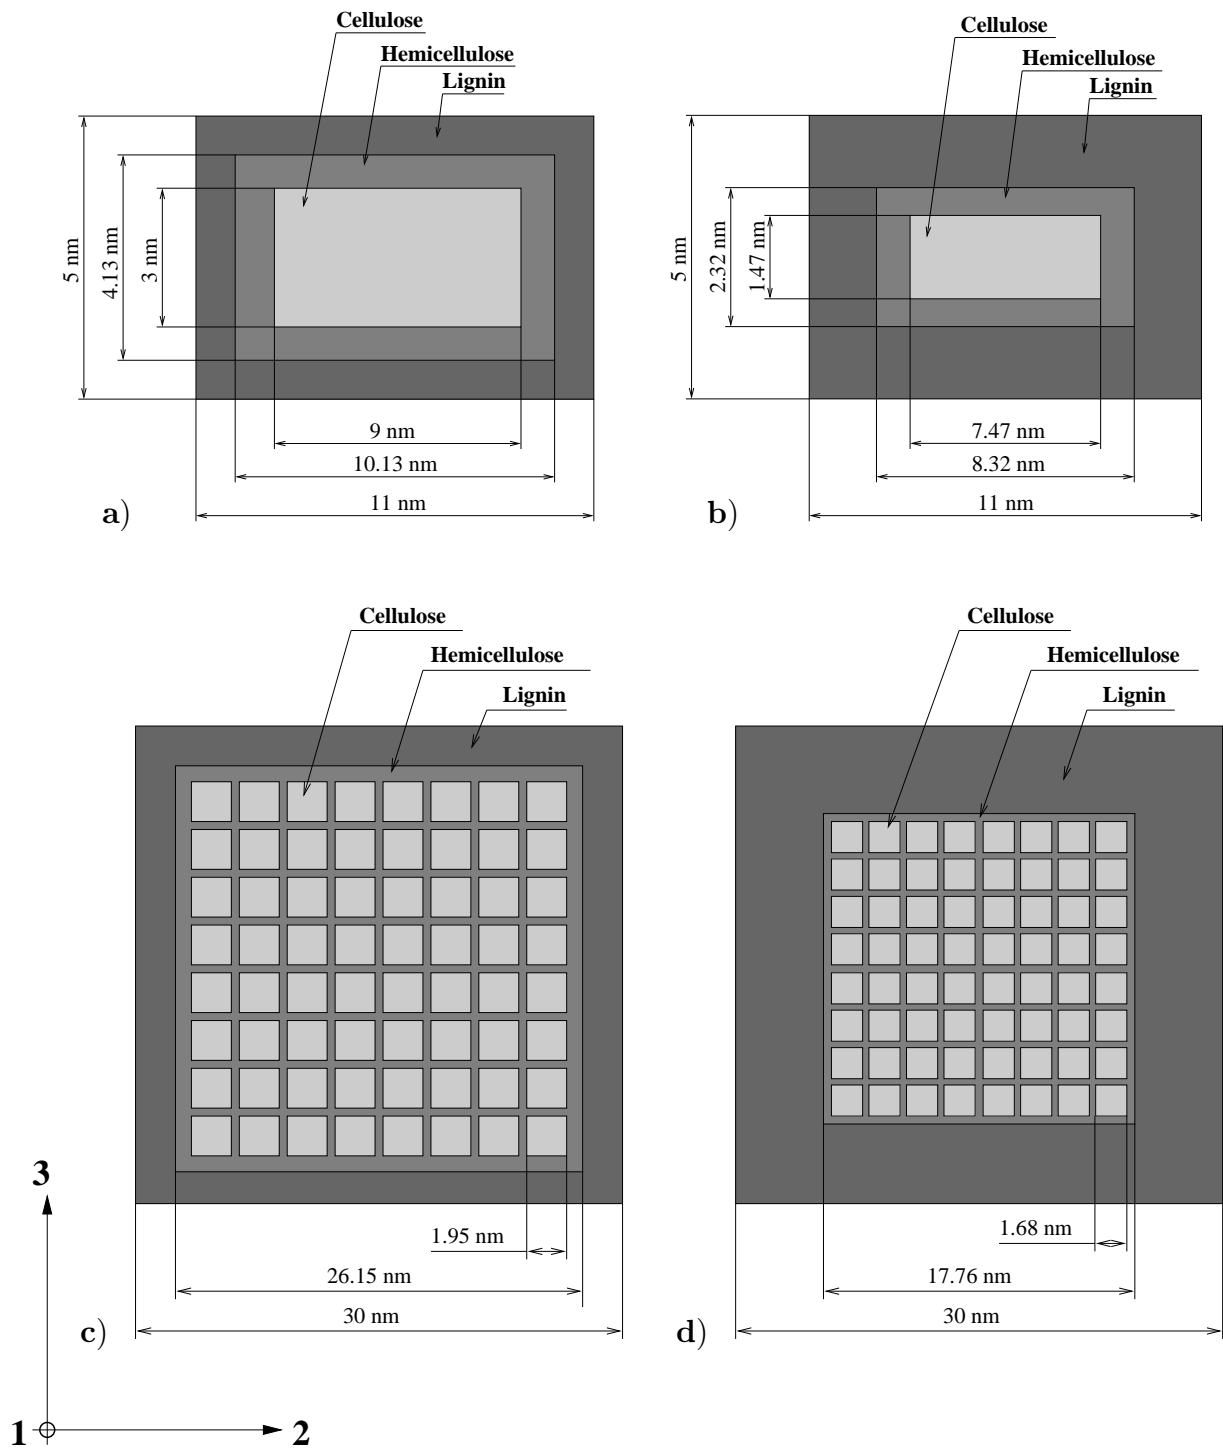 Cellulose
Hemicellulose
Lignin
5 nm
4.13 nm
3 nm
9 nm
10.13 nm
11 nm
a)
Cellulose
Hemicellulose
Lignin
5 nm
2.32 nm
1.47 nm
7.47 nm
8.32 nm
11 nm
b)
Cellulose
Hemicellulose
Lignin
1.95 nm
26.15 nm
30 nm
c)
Cellulose
Hemicellulose
Lignin
1.68 nm
17.76 nm
30 nm
d)
3
1
2